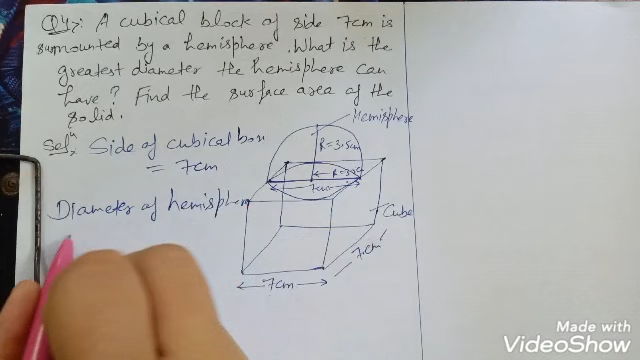 Q4: A cubical block of side 7cm is
surmounted by a hemisphere. What is the
greatest diameter the hemisphere can
have? Find the surface area of the
solid.
Hemisphere
Solⁿ Side of cubical box
= 7cm
R=3.5cm
R=3.5cm
7cm
Diameter of hemisphere
Cube
7cm
7cm
Made with
VideoShow